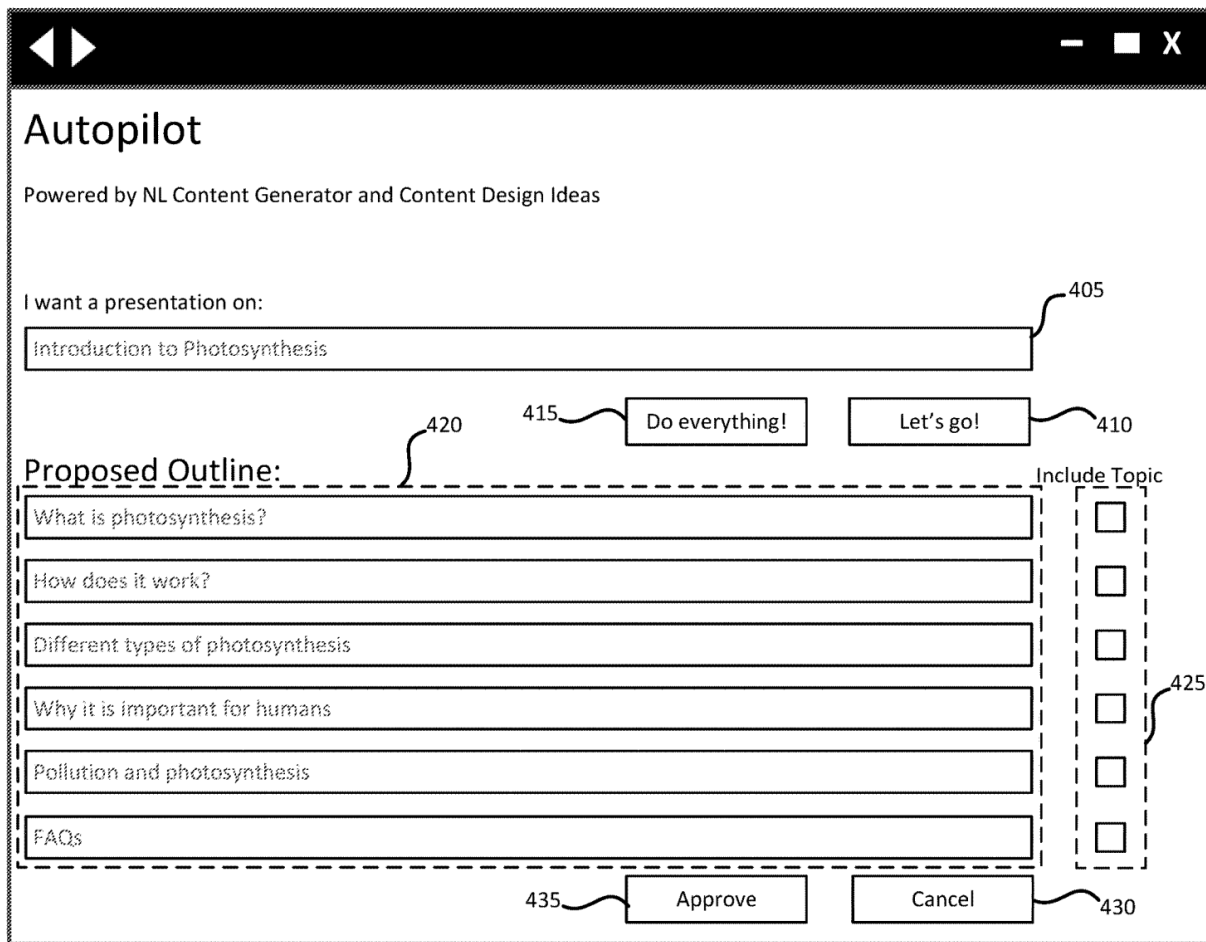 X
Autopilot
Powered by NL Content Generator and Content Design Ideas
405
I want a presentation on:
Introduction to Photosynthesis
415 Do everything! Let's go! 410
420
Proposed Outline: Include Topic
What is photosynthesis?
How does it work?
Different types of photosynthesis
Why it is important for humans
425
Pollution and photosynthesis
FAQs
435 Approve Cancel 430